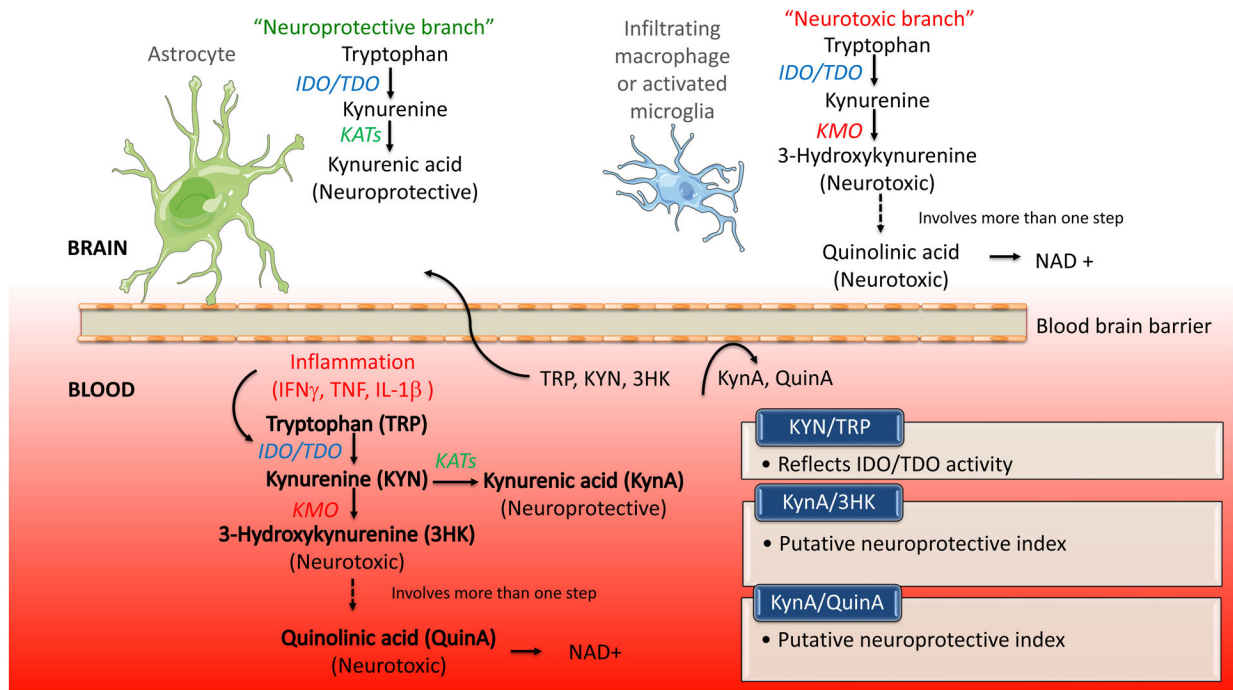 Astrocyte
“Neuroprotective branch”
Tryptophan
IDO/TDO
Kynurenine
KATs
Kynurenic acid
(Neuroprotective)
Infiltrating
macrophage
or activated
microglia
“Neurotoxic branch”
Tryptophan
IDO/TDO
Kynurenine
KMO
3-Hydroxykynurenine
(Neurotoxic)
Involves more than one step
Quinolinic acid
(Neurotoxic)
NAD +
BRAIN
Blood brain barrier
BLOOD
Inflammation
(IFNγ, TNF, IL-1β )
TRP, KYN, 3HK
KynA, QuinA
Tryptophan (TRP)
IDO/TDO
Kynurenine (KYN)
KATs
Kynurenic acid (KynA)
(Neuroprotective)
KMO
3-Hydroxykynurenine (3HK)
(Neurotoxic)
Involves more than one step
Quinolinic acid (QuinA)
(Neurotoxic)
NAD+
KYN/TRP
• Reflects IDO/TDO activity
KynA/3HK
• Putative neuroprotective index
KynA/QuinA
• Putative neuroprotective index